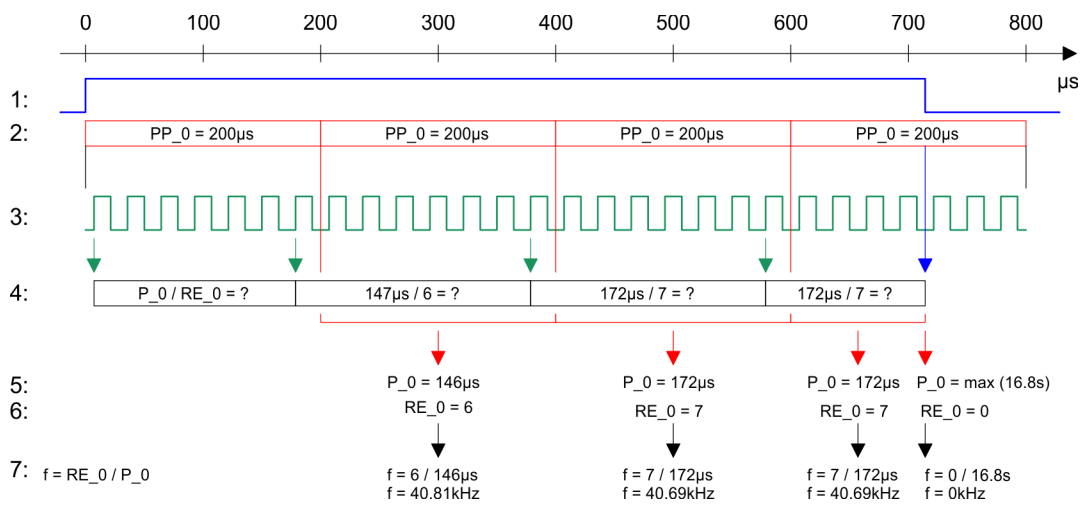 0 100 200 300 400 500 600 700 800
µs
1:
2: PP_0 = 200µs PP_0 = 200µs PP_0 = 200µs PP_0 = 200µs
3:
4: P_0 / RE_0 = ? 147µs / 6 = ? 172µs / 7 = ? 172µs / 7 = ?
5: P_0 = 146µs P_0 = 172µs P_0 = 172µs P_0 = max (16.8s)
6: RE_0 = 6 RE_0 = 7 RE_0 = 7 RE_0 = 0
7: f = RE_0 / P_0 f = 6 / 146µs f = 7 / 172µs f = 7 / 172µs f = 0 / 16.8s
f = 40.81kHz f = 40.69kHz f = 40.69kHz f = 0kHz